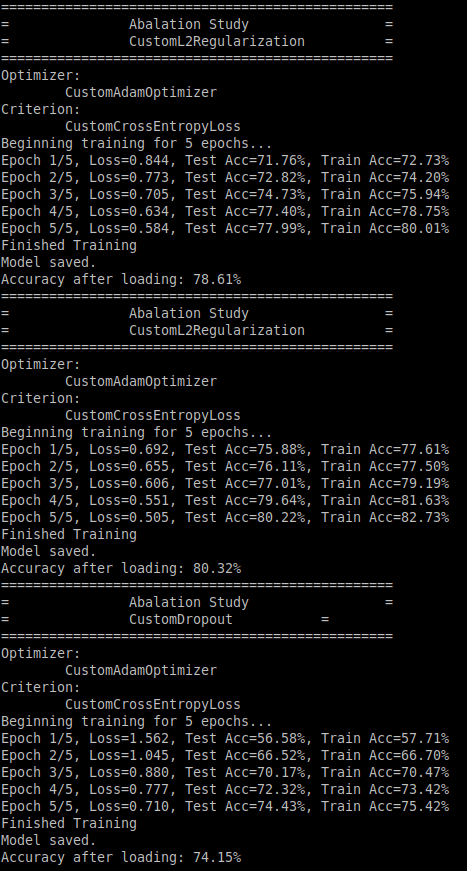 =================================================
=               Abalation Study                 =
=               CustomL2Regularization          =
=================================================
Optimizer:
        CustomAdamOptimizer
Criterion:
        CustomCrossEntropyLoss
Beginning training for 5 epochs...
Epoch 1/5, Loss=0.844, Test Acc=71.76%, Train Acc=72.73%
Epoch 2/5, Loss=0.773, Test Acc=72.82%, Train Acc=74.20%
Epoch 3/5, Loss=0.705, Test Acc=74.73%, Train Acc=75.94%
Epoch 4/5, Loss=0.634, Test Acc=77.40%, Train Acc=78.75%
Epoch 5/5, Loss=0.584, Test Acc=77.99%, Train Acc=80.01%
Finished Training
Model saved.
Accuracy after loading: 78.61%
=================================================
=               Abalation Study                 =
=               CustomL2Regularization          =
=================================================
Optimizer:
        CustomAdamOptimizer
Criterion:
        CustomCrossEntropyLoss
Beginning training for 5 epochs...
Epoch 1/5, Loss=0.692, Test Acc=75.88%, Train Acc=77.61%
Epoch 2/5, Loss=0.655, Test Acc=76.11%, Train Acc=77.50%
Epoch 3/5, Loss=0.606, Test Acc=77.01%, Train Acc=79.19%
Epoch 4/5, Loss=0.551, Test Acc=79.64%, Train Acc=81.63%
Epoch 5/5, Loss=0.505, Test Acc=80.22%, Train Acc=82.73%
Finished Training
Model saved.
Accuracy after loading: 80.32%
=================================================
=               Abalation Study                 =
=               CustomDropout           =
=================================================
Optimizer:
        CustomAdamOptimizer
Criterion:
        CustomCrossEntropyLoss
Beginning training for 5 epochs...
Epoch 1/5, Loss=1.562, Test Acc=56.58%, Train Acc=57.71%
Epoch 2/5, Loss=1.045, Test Acc=66.52%, Train Acc=66.70%
Epoch 3/5, Loss=0.880, Test Acc=70.17%, Train Acc=70.47%
Epoch 4/5, Loss=0.777, Test Acc=72.32%, Train Acc=73.42%
Epoch 5/5, Loss=0.710, Test Acc=74.43%, Train Acc=75.42%
Finished Training
Model saved.
Accuracy after loading: 74.15%